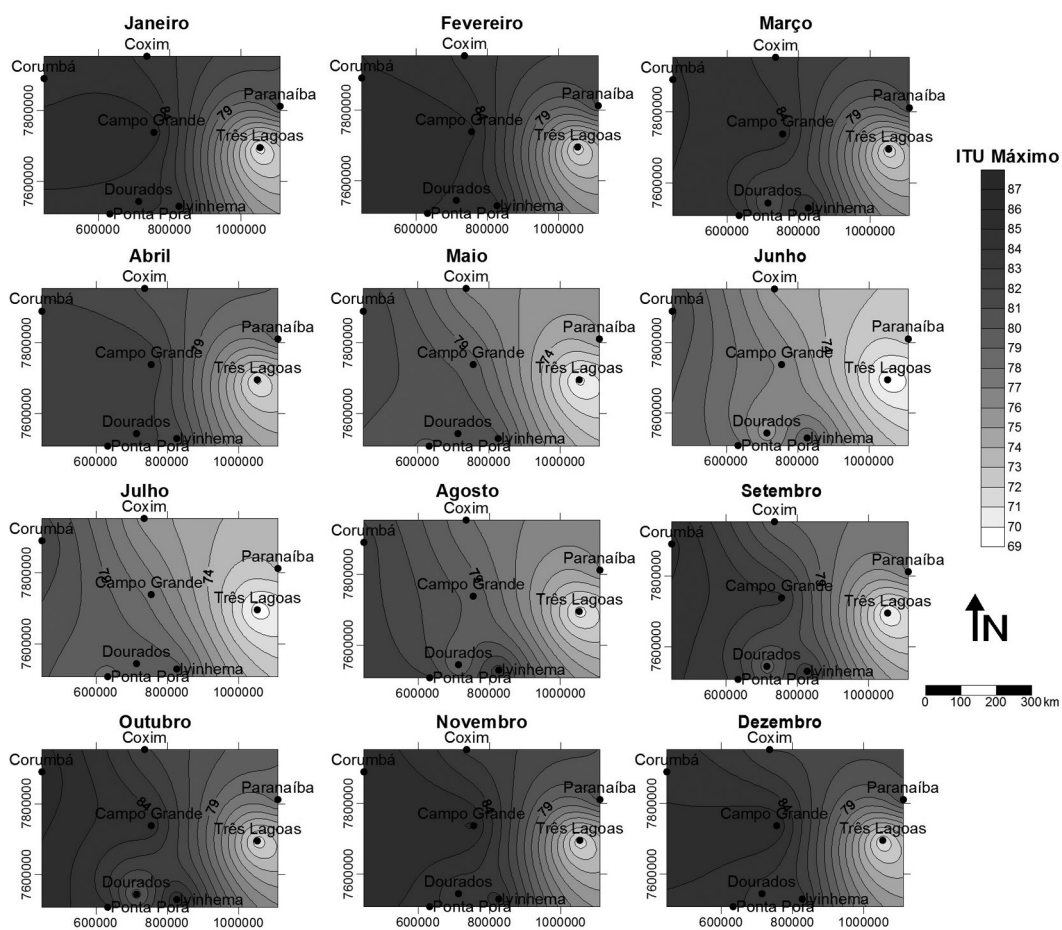 Janeiro
Coxim
Corumbá
Paranaíba
84
79
Campo Grande
Três Lagoas
Dourados
Ivinhema
Ponta Porã
7800000
7600000
600000 800000 1000000
Fevereiro
Coxim
Corumbá
Paranaíba
84
79
Campo Grande
Três Lagoas
Dourados
Ivinhema
Ponta Porã
7800000
7600000
600000 800000 1000000
Março
Coxim
Corumbá
Paranaíba
84
79
Campo Grande
Três Lagoas
Dourados
Ivinhema
Ponta Porã
7800000
7600000
600000 800000 1000000
ITU Máximo
87
86
85
84
83
82
81
80
79
78
77
76
75
74
73
72
71
70
69
Abril
Coxim
Corumbá
Paranaíba
79
Campo Grande
Três Lagoas
Dourados
Ivinhema
Ponta Porã
7800000
7600000
600000 800000 1000000
Maio
Coxim
Corumbá
Paranaíba
79
74
Campo Grande
Três Lagoas
Dourados
Ivinhema
Ponta Porã
7800000
7600000
600000 800000 1000000
Junho
Coxim
Corumbá
Paranaíba
74
Campo Grande
Três Lagoas
Dourados
Ivinhema
Ponta Porã
7800000
7600000
600000 800000 1000000
Julho
Coxim
Corumbá
Paranaíba
79
74
Campo Grande
Três Lagoas
Dourados
Ivinhema
Ponta Porã
7800000
7600000
600000 800000 1000000
Agosto
Coxim
Corumbá
Paranaíba
79
Campo Grande
Três Lagoas
Dourados
Ivinhema
Ponta Porã
7800000
7600000
600000 800000 1000000
Setembro
Coxim
Corumbá
Paranaíba
79
Campo Grande
Três Lagoas
Dourados
Ivinhema
Ponta Porã
7800000
7600000
600000 800000 1000000
N
0 100 200 300 km
Outubro
Coxim
Corumbá
Paranaíba
84
79
Campo Grande
Três Lagoas
Dourados
Ivinhema
Ponta Porã
7800000
7600000
600000 800000 1000000
Novembro
Coxim
Corumbá
Paranaíba
84
79
Campo Grande
Três Lagoas
Dourados
Ivinhema
Ponta Porã
7800000
7600000
600000 800000 1000000
Dezembro
Coxim
Corumbá
Paranaíba
84
79
Campo Grande
Três Lagoas
Dourados
Ivinhema
Ponta Porã
7800000
7600000
600000 800000 1000000